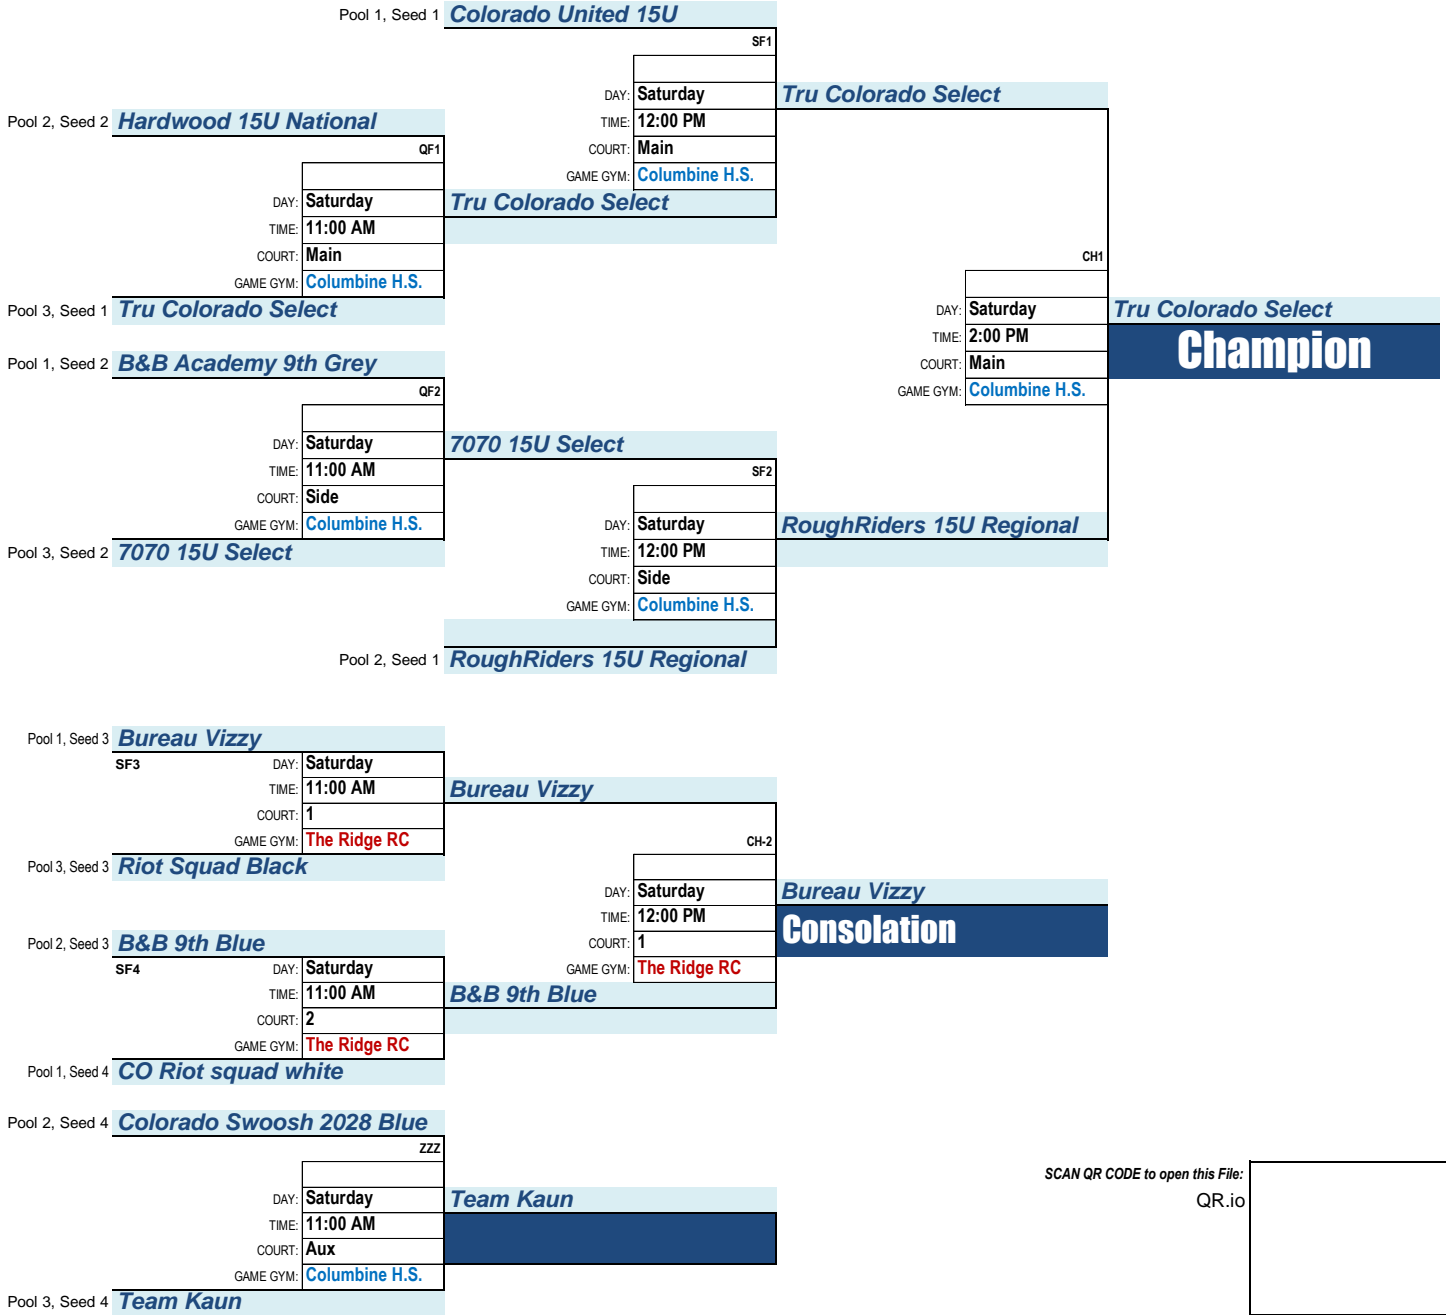 Pool 1, Seed 1 Colorado United 15U
SF1
DAY: Saturday Tru Colorado Select
Pool 2, Seed 2 Hardwood 15U National TIME: 12:00 PM
QF1 COURT: Main
GAME GYM: Columbine H.S.
DAY: Saturday Tru Colorado Select
TIME: 11:00 AM
COURT: Main CH1
GAME GYM: Columbine H.S.
Pool 3, Seed 1 Tru Colorado Select DAY: Saturday Tru Colorado Select
TIME: 2:00 PM Champion
Pool 1, Seed 2 B&B Academy 9th Grey COURT: Main
QF2 GAME GYM: Columbine H.S.
DAY: Saturday 7070 15U Select
TIME: 11:00 AM SF2
COURT: Side
GAME GYM: Columbine H.S. DAY: Saturday RoughRiders 15U Regional
Pool 3, Seed 2 7070 15U Select TIME: 12:00 PM
COURT: Side
GAME GYM: Columbine H.S.
Pool 2, Seed 1 RoughRiders 15U Regional
Pool 1, Seed 3 Bureau Vizzy
SF3 DAY: Saturday
TIME: 11:00 AM Bureau Vizzy
COURT: 1
GAME GYM: The Ridge RC CH-2
Pool 3, Seed 3 Riot Squad Black
DAY: Saturday Bureau Vizzy
TIME: 12:00 PM Consolation
Pool 2, Seed 3 B&B 9th Blue COURT: 1
SF4 DAY: Saturday GAME GYM: The Ridge RC
TIME: 11:00 AM B&B 9th Blue
COURT: 2
GAME GYM: The Ridge RC
Pool 1, Seed 4 CO Riot squad white
Pool 2, Seed 4 Colorado Swoosh 2028 Blue
ZZZ
SCAN QR CODE to open this File:
DAY: Saturday Team Kaun QR.io
TIME: 11:00 AM
COURT: Aux
GAME GYM: Columbine H.S.
Pool 3, Seed 4 Team Kaun